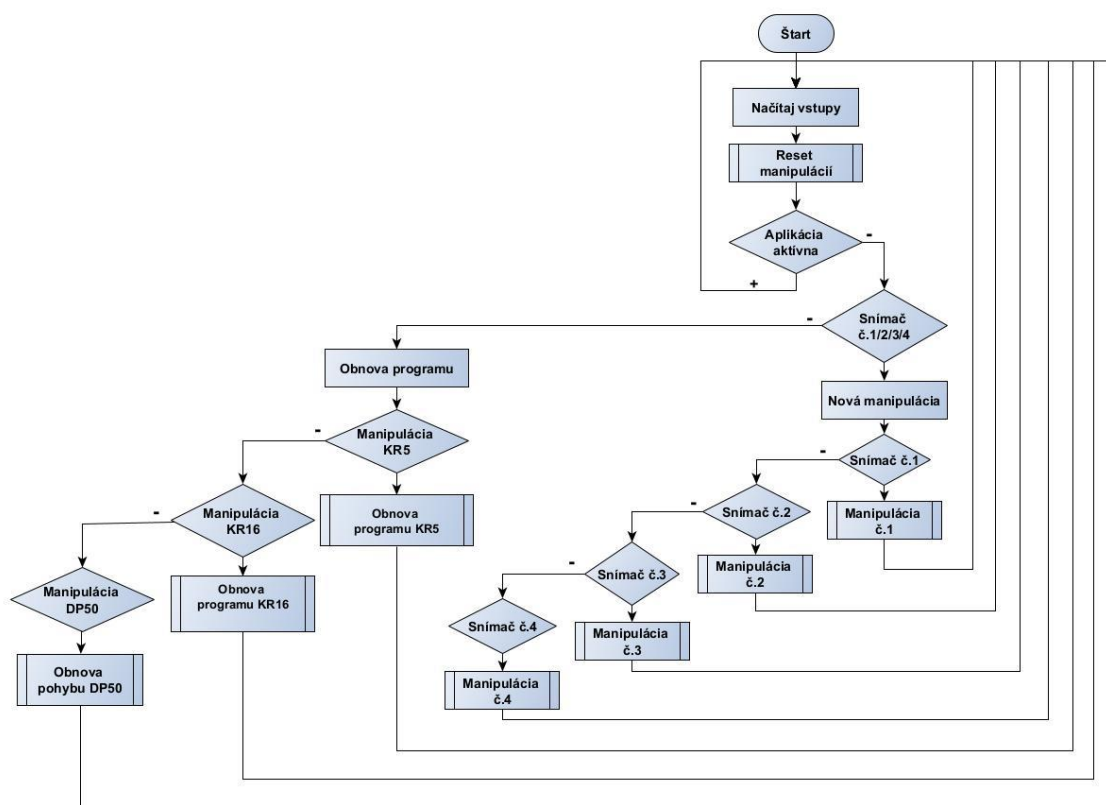 Štart
Načítaj vstupy
Reset
manipulácií
Aplikácia
aktívna
-
+
Snímač
č.1/2/3/4
-
Obnova programu
Nová manipulácia
Manipulácia
KR5
-
Snímač č.1
-
Obnova
programu KR5
Manipulácia
č.1
Manipulácia
KR16
-
Snímač č.2
-
Obnova
programu KR16
Manipulácia
č.2
Manipulácia
DP50
Snímač č.3
-
Obnova
pohybu DP50
Manipulácia
č.3
Snímač č.4
Manipulácia
č.4